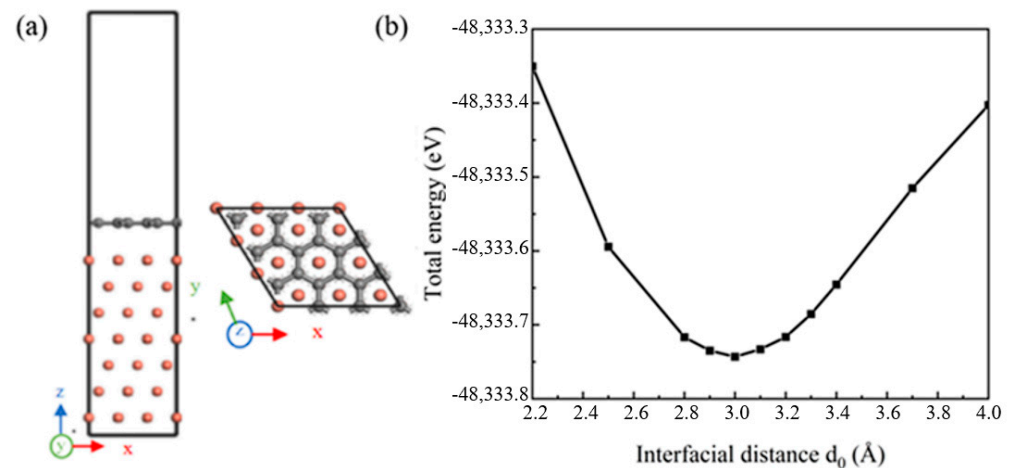 (a)
z
y
x
y
z
x
(b)
Total energy (eV)
-48,333.3
-48,333.4
-48,333.5
-48,333.6
-48,333.7
-48,333.8
2.2 2.4 2.6 2.8 3.0 3.2 3.4 3.6 3.8 4.0
Interfacial distance d₀ (Å)